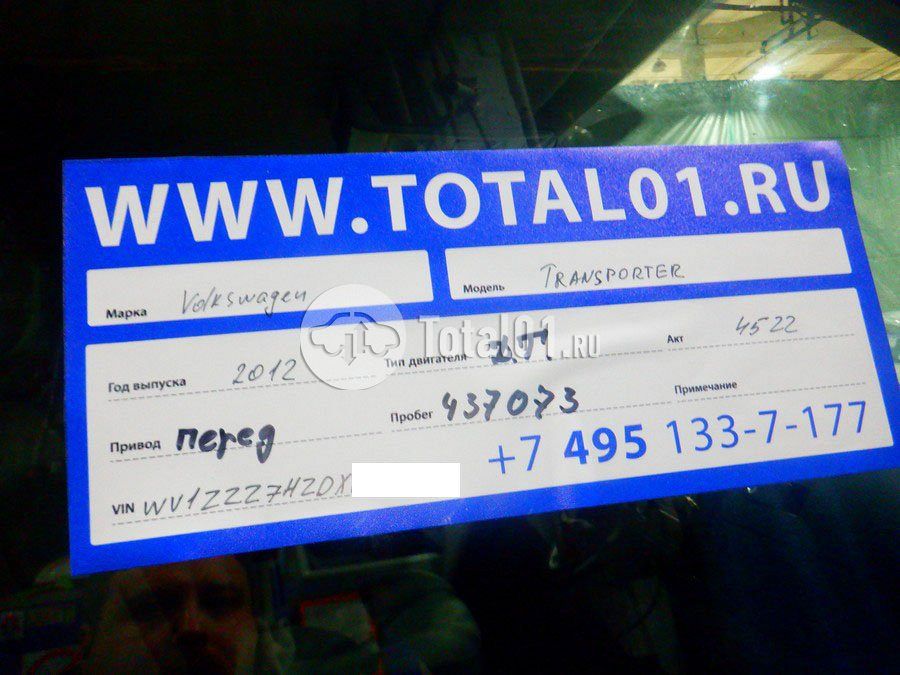 WWW.TOTAL01.RU
Марка Volkswagen Модель TRANSPORTER
Total01.RU
Год выпуска 2012 Тип двигателя Акт 4522
Привод перед Пробег 437073 Примечание
VIN WV1ZZZ7HZDX +7 495 133-7-177